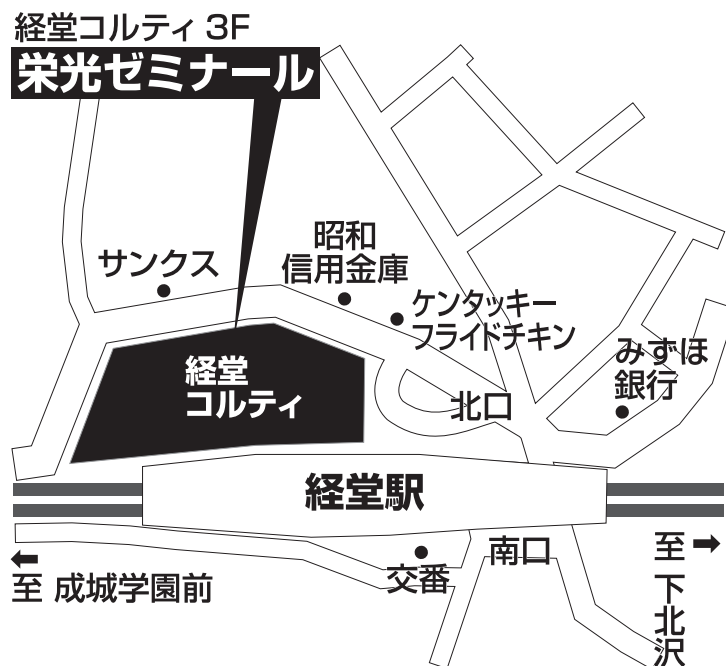 経堂コルティ 3F
栄光ゼミナール
サンクス
昭和
信用金庫
ケンタッキー
フライドチキン
みずほ
銀行
経堂
コルティ
北口
経堂駅
南口
交番
← 至 成城学園前
至 →
下北沢